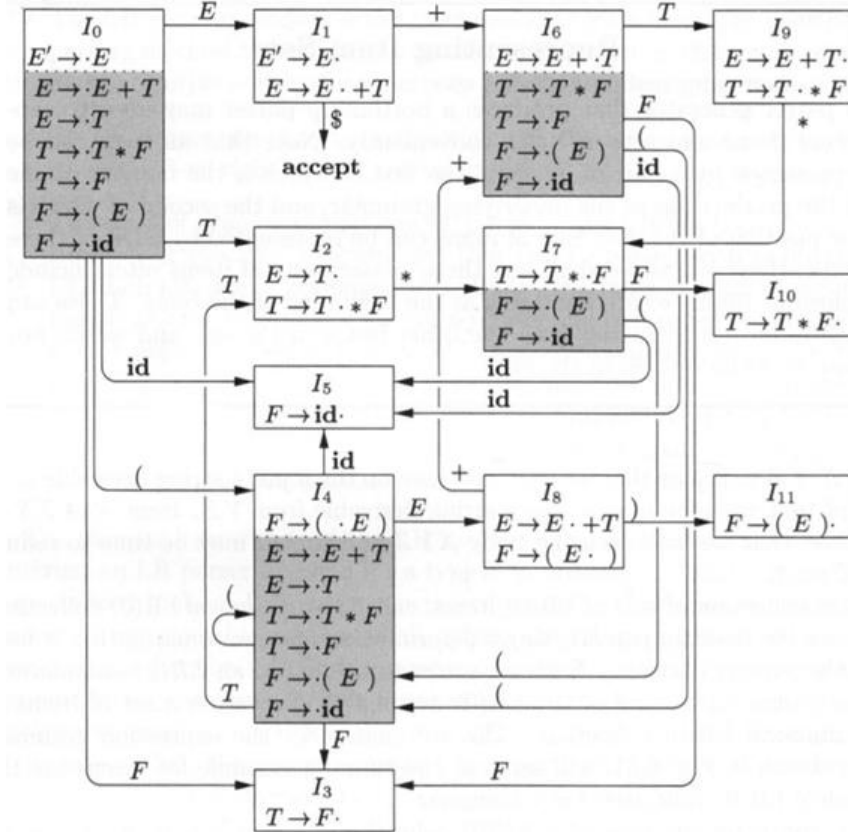 I₀
E′ → ·E
E → ·E + T
E → ·T
T → ·T * F
T → ·F
F → ·( E )
F → ·id
E
I₁
E′ → E·
E → E· + T
$
accept
+
I₆
E → E + ·T
T → ·T * F
T → ·F
F → ·( E )
F → ·id
T
I₉
E → E + T·
T → T· * F
*
F
(
id
+
T
I₂
E → T·
T → T· * F
T
*
I₇
T → T * ·F
F → ·( E )
F → ·id
F
(
I₁₀
T → T * F·
id
I₅
F → id·
id
id
id
(
I₄
F → (· E )
E → ·E + T
E → ·T
T → ·T * F
T → ·F
F → ·( E )
F → ·id
(
T
E
+
I₈
E → E· + T
F → ( E·)
)
I₁₁
F → ( E )·
(
(
F
F
I₃
T → F·
F